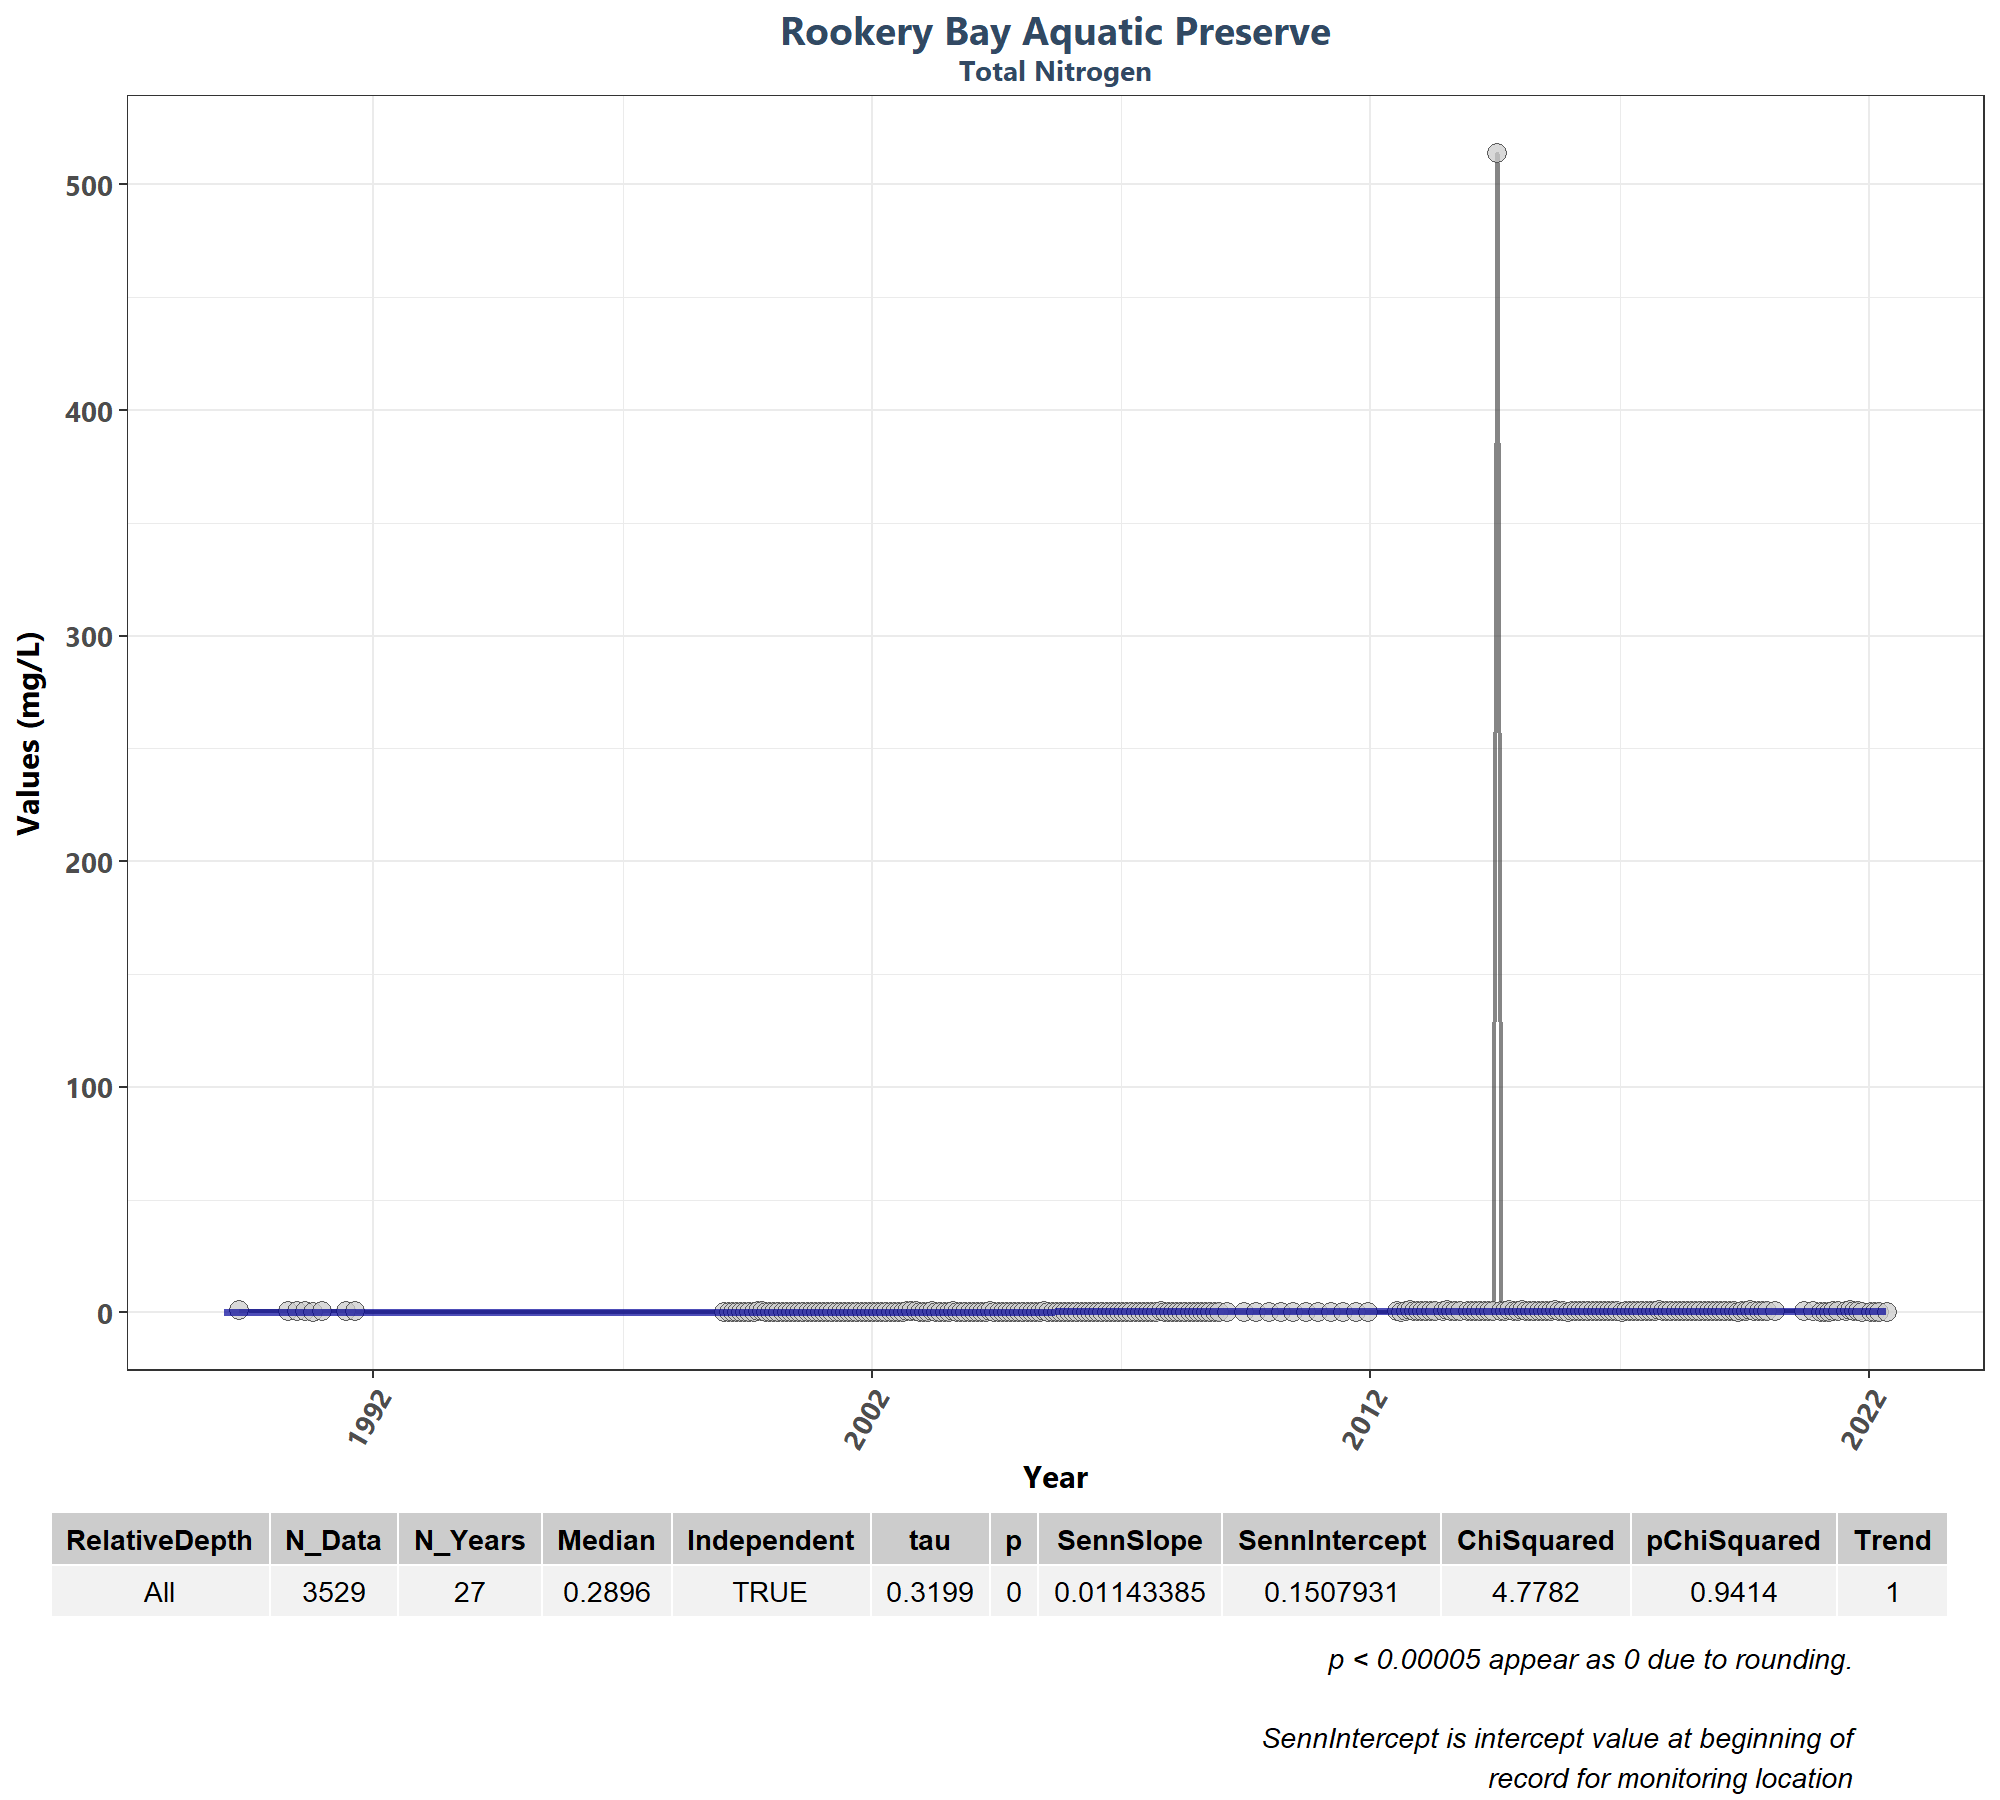 Rookery Bay Aquatic Preserve
Total Nitrogen
Values (mg/L)
500
400
300
200
100
0
1992
2002
2012
2022
Year
RelativeDepth N_Data N_Years Median Independent tau p SennSlope SennIntercept ChiSquared pChiSquared Trend
All 3529 27 0.2896 TRUE 0.3199 0 0.01143385 0.1507931 4.7782 0.9414 1
p < 0.00005 appear as 0 due to rounding.
SennIntercept is intercept value at beginning of
record for monitoring location